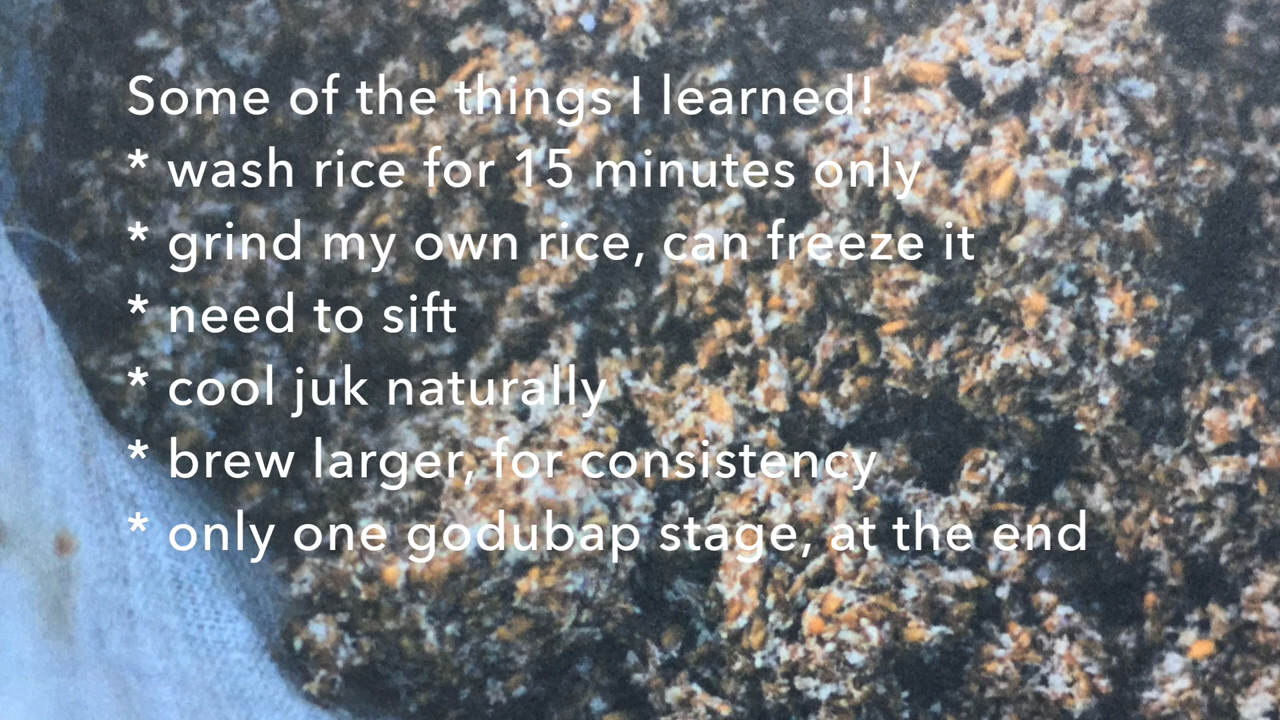 Some of the things I learned!
* wash rice for 15 minutes only
* grind my own rice, can freeze it
* need to sift
* cool juk naturally
* brew larger, for consistency
* only one godubap stage, at the end